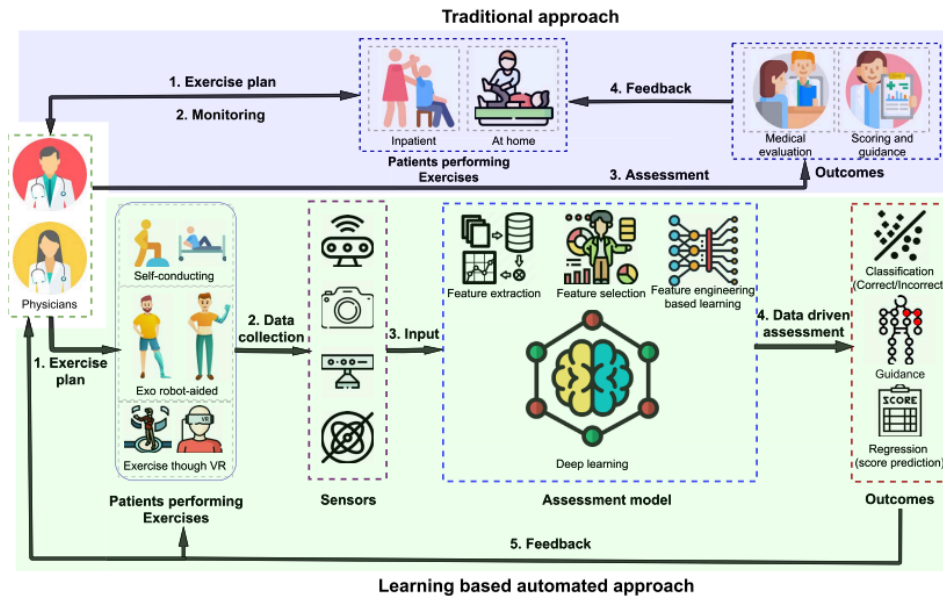 Traditional approach
1. Exercise plan
2. Monitoring
Inpatient
At home
Patients performing
Exercises
4. Feedback
Medical
evaluation
Scoring and
guidance
Outcomes
3. Assessment
Physicians
1. Exercise
plan
Self-conducting
Exo robot-aided
VR
Exercise though VR
Patients performing
Exercises
2. Data
collection
Sensors
3. Input
Feature extraction
Feature selection
Feature engineering
based learning
Deep learning
Assessment model
4. Data driven
assessment
Classification
(Correct/Incorrect)
Guidance
SCORE
Regression
(score prediction)
Outcomes
5. Feedback
Learning based automated approach